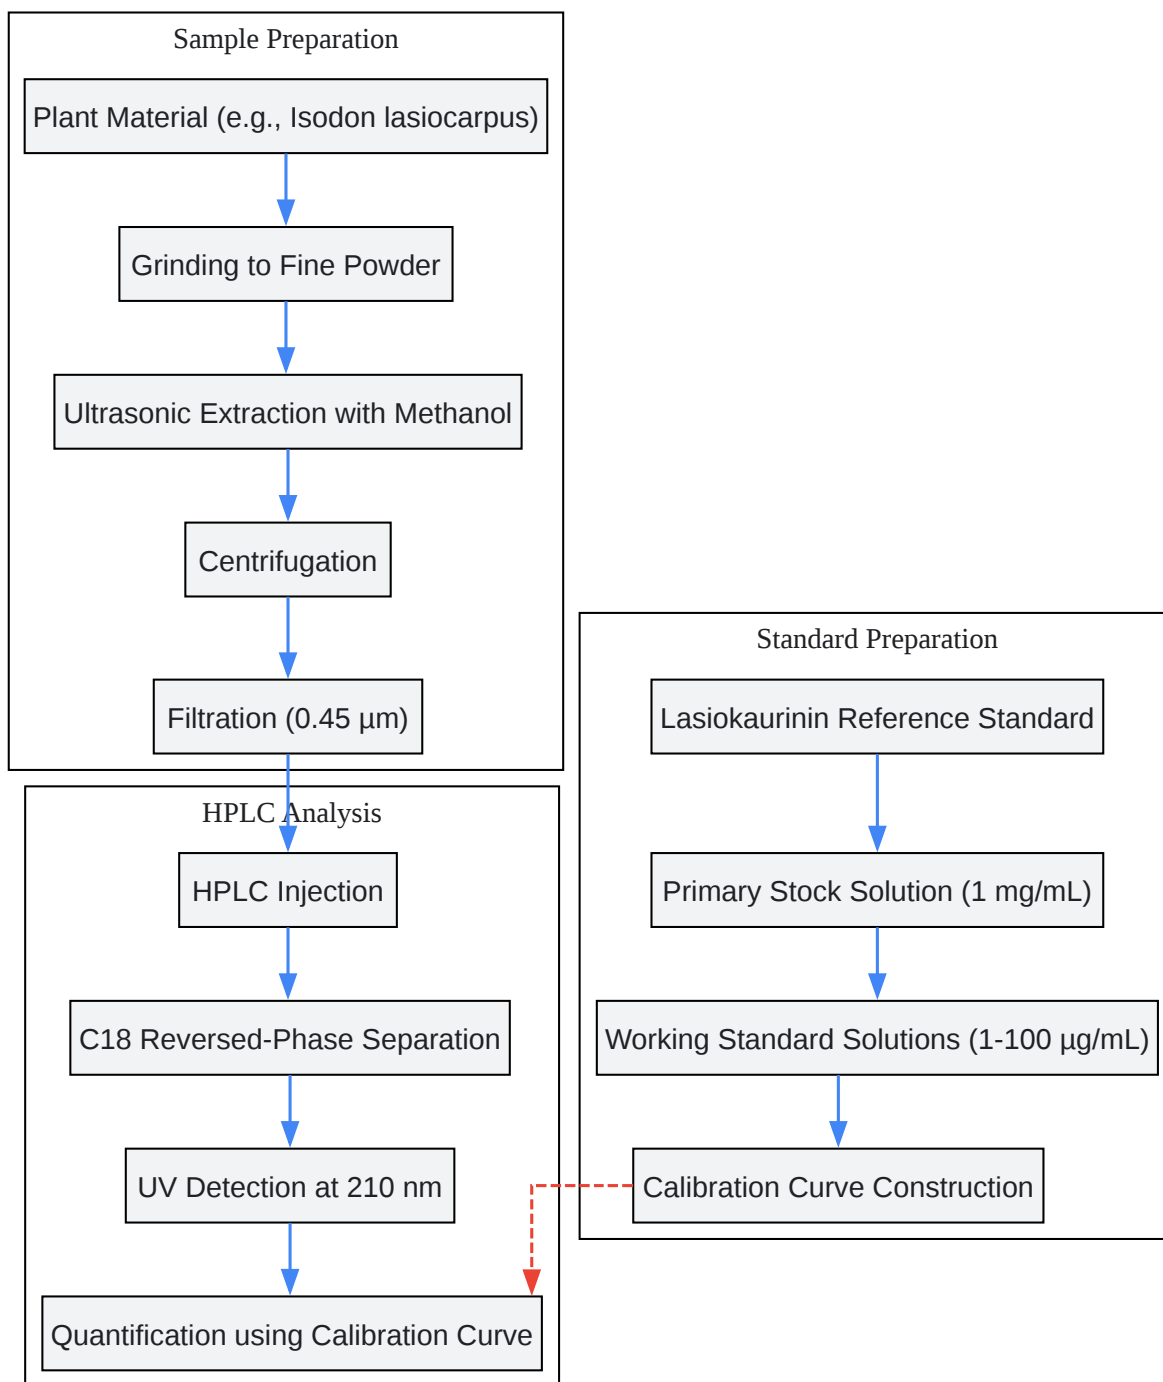 Sample Preparation
Plant Material (e.g., Isodon lasiocarpus)
Grinding to Fine Powder
Ultrasonic Extraction with Methanol
Centrifugation
Filtration (0.45 µm)
HPLC Analysis
HPLC Injection
C18 Reversed-Phase Separation
UV Detection at 210 nm
Quantification using Calibration Curve
Standard Preparation
Lasiokaurinin Reference Standard
Primary Stock Solution (1 mg/mL)
Working Standard Solutions (1-100 µg/mL)
Calibration Curve Construction